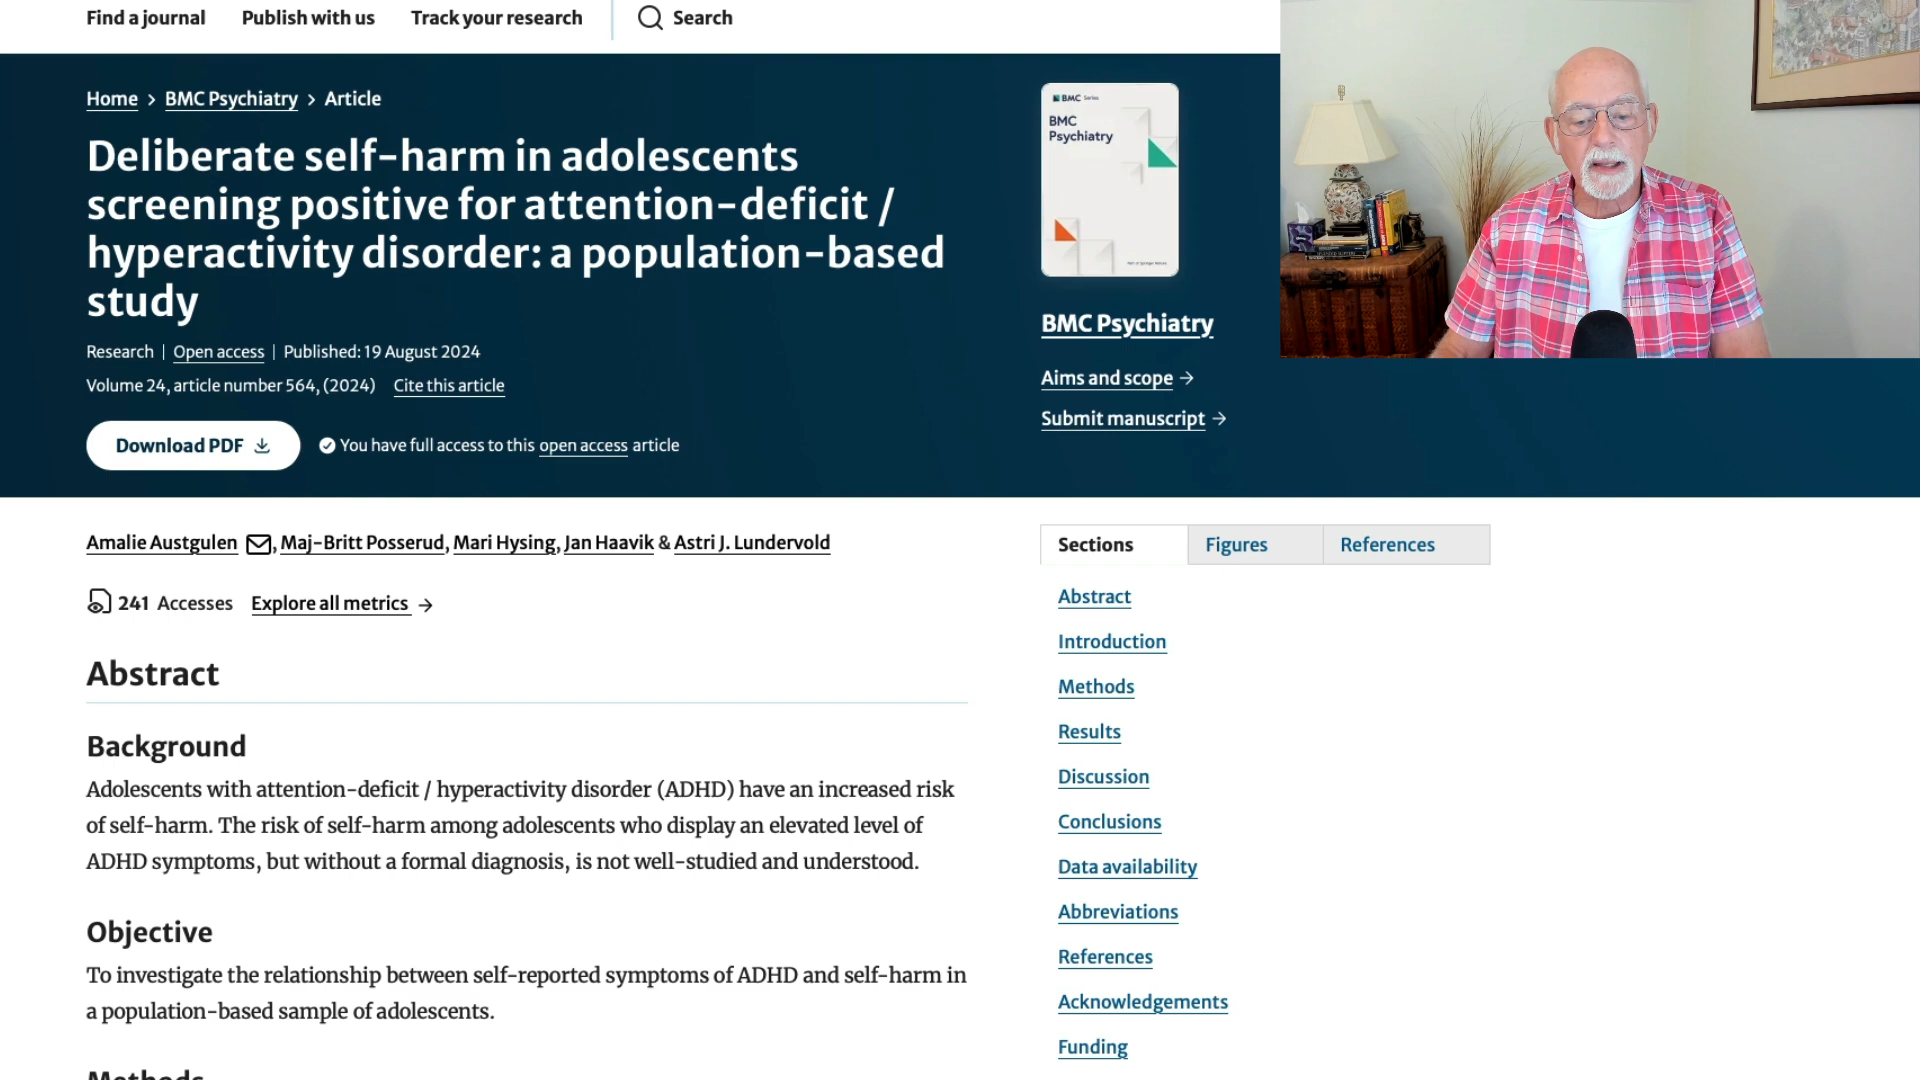 Find a journal
Publish with us
Track your research
Search
Home > BMC Psychiatry > Article
Deliberate self-harm in adolescents
screening positive for attention-deficit /
hyperactivity disorder: a population-based
study
Research | Open access | Published: 19 August 2024
Volume 24, article number 564, (2024) Cite this article
Download PDF
You have full access to this open access article
BMC Series
BMC
Psychiatry
Part of Springer Nature
BMC Psychiatry
Aims and scope →
Submit manuscript →
Amalie Austgulen, Maj-Britt Posserud, Mari Hysing, Jan Haavik & Astri J. Lundervold
241 Accesses
Explore all metrics →
Abstract
Background
Adolescents with attention-deficit / hyperactivity disorder (ADHD) have an increased risk
of self-harm. The risk of self-harm among adolescents who display an elevated level of
ADHD symptoms, but without a formal diagnosis, is not well-studied and understood.
Objective
To investigate the relationship between self-reported symptoms of ADHD and self-harm in
a population-based sample of adolescents.
Methods
Sections
Figures
References
Abstract
Introduction
Methods
Results
Discussion
Conclusions
Data availability
Abbreviations
References
Acknowledgements
Funding